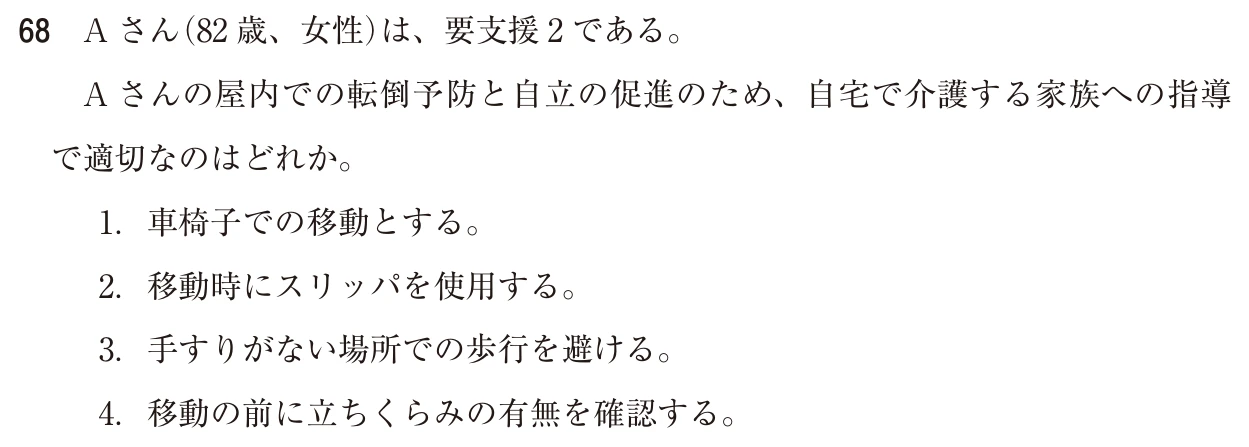 68 Aさん(82歳、女性)は、要支援2である。
Aさんの屋内での転倒予防と自立の促進のため、自宅で介護する家族への指導
で適切なのはどれか。
1. 車椅子での移動とする。
2. 移動時にスリッパを使用する。
3. 手すりがない場所での歩行を避ける。
4. 移動の前に立ちくらみの有無を確認する。